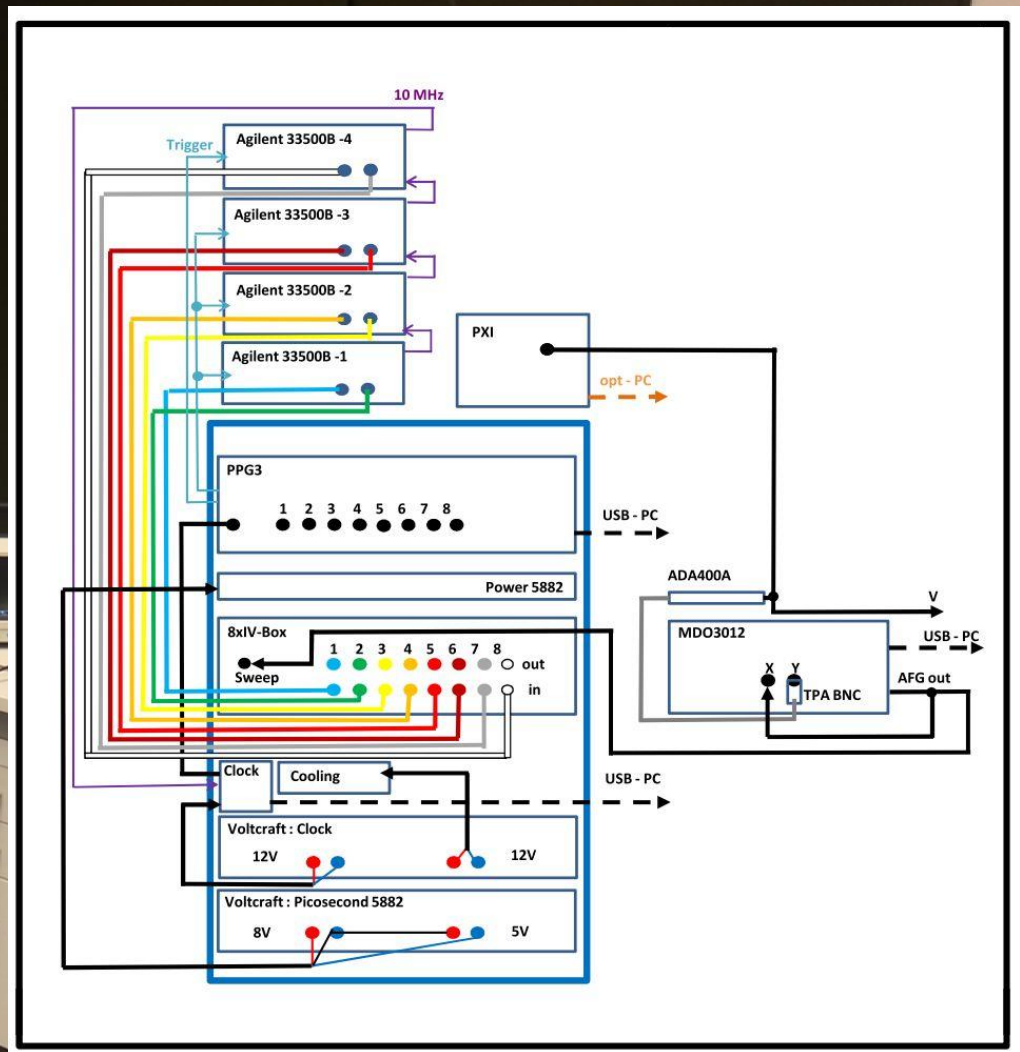 10 MHz
Trigger
Agilent 33500B -4
Agilent 33500B -3
Agilent 33500B -2
Agilent 33500B -1
PXI
opt - PC
PPG3
1 2 3 4 5 6 7 8
USB - PC
Power 5882
ADA400A
V
8xIV-Box
1 2 3 4 5 6 7 8
out
Sweep
in
MDO3012
USB - PC
X Y
AFG out
TPA BNC
Clock
Cooling
USB - PC
Voltcraft : Clock
12V
12V
Voltcraft : Picosecond 5882
8V
5V